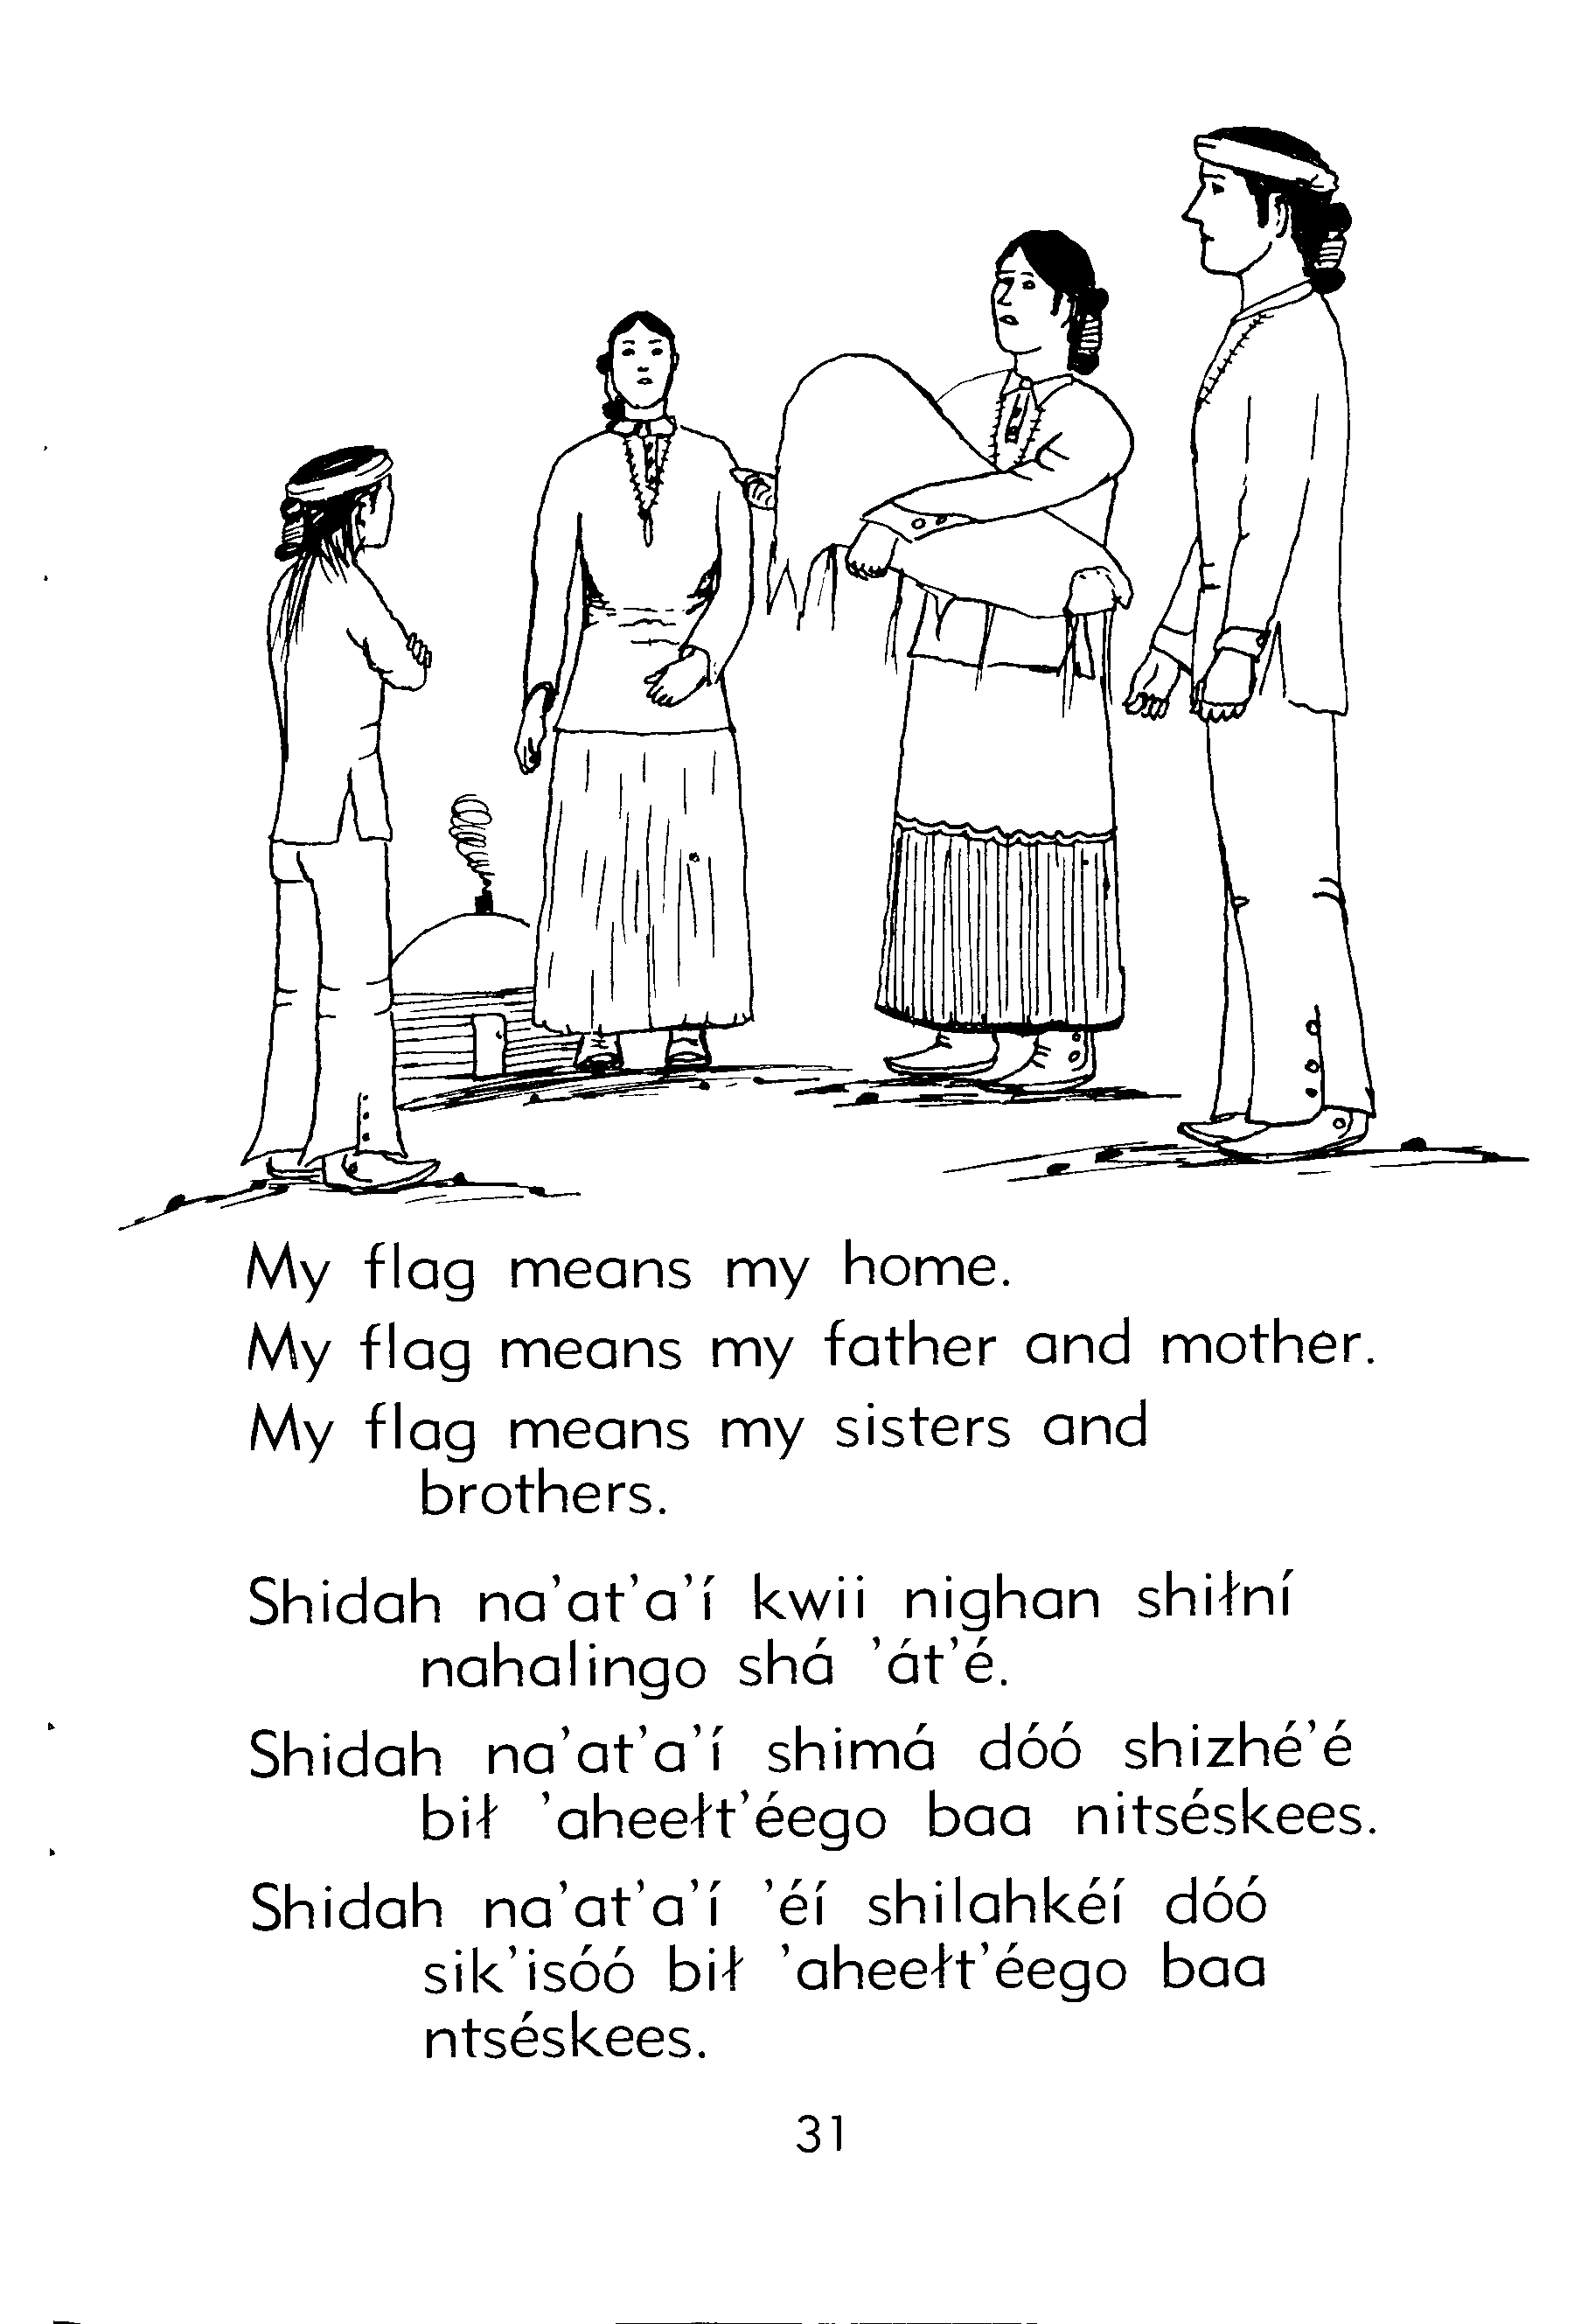 My flag means my home.
My flag means my father and mother.
My flag means my sisters and
brothers.
Shidah na'at'a'í kwii nighan shiłní
nahalingo shá 'át'é.
Shidah na'at'a'í shimá dóó shizhé'é
bił 'aheełt'éego baa nitséskees.
Shidah na'at'a'í 'éí shilahkéí dóó
sik'isóó bił 'aheełt'éego baa
ntséskees.
31